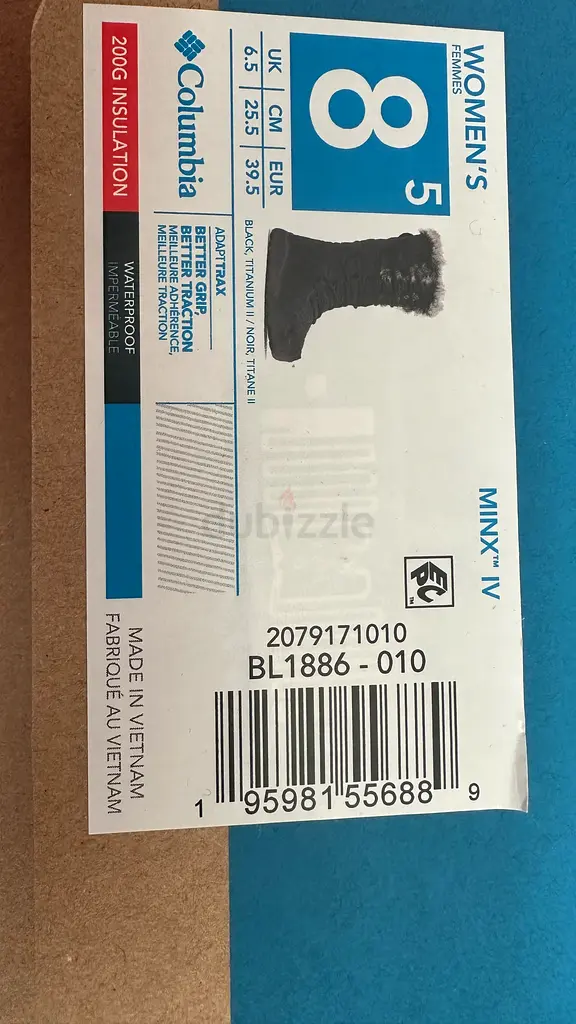 WOMEN'S
FEMMES
8 5
UK | CM | EUR
6.5 | 25.5 | 39.5
Columbia
200G INSULATION
WATERPROOF
IMPERMÉABLE
ADAPTTRAX
BETTER GRIP,
BETTER TRACTION
MEILLEURE ADHÉRENCE,
MEILLEURE TRACTION
BLACK, TITANIUM II / NOIR, TITANE II
MINX™ IV
EPC™
2079171010
BL1886 - 010
1 95981 55688 9
MADE IN VIETNAM
FABRIQUÉ AU VIETNAM
dubizzle